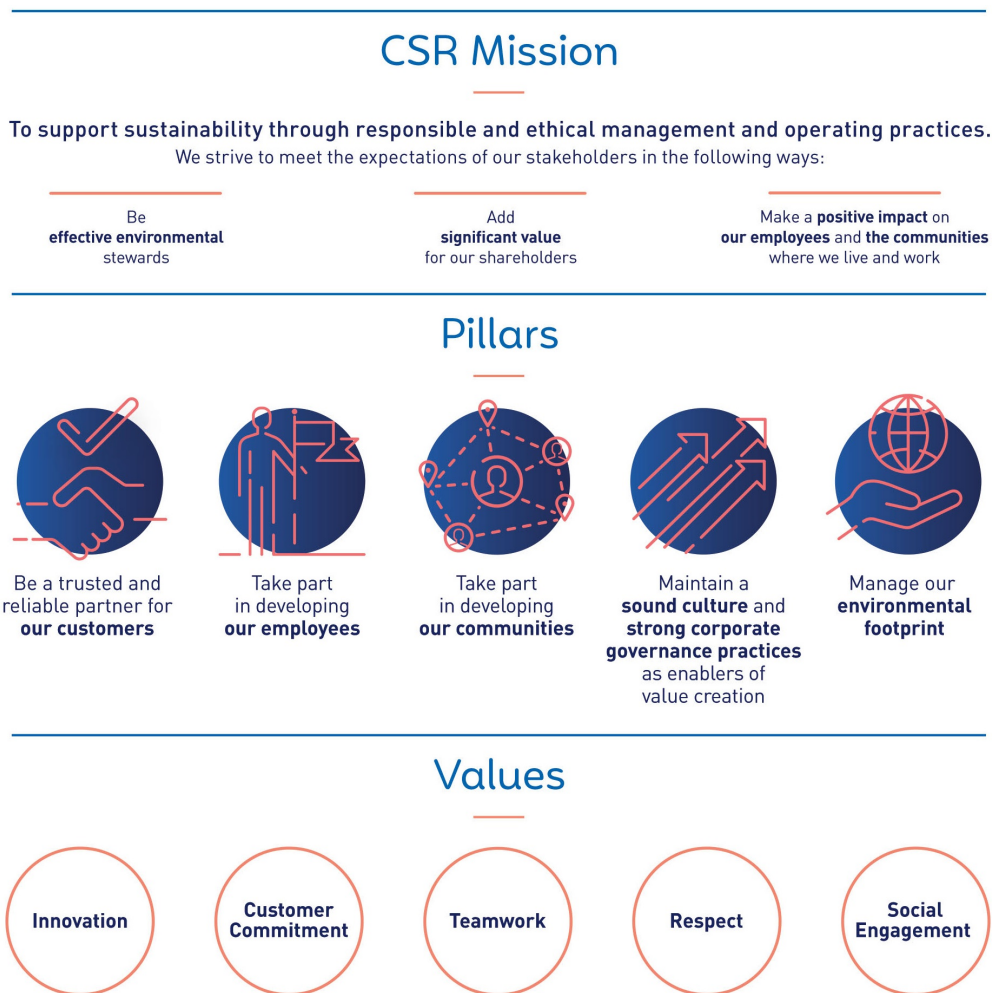 CSR Mission
To support sustainability through responsible and ethical management and operating practices.
We strive to meet the expectations of our stakeholders in the following ways:
Be
effective environmental
stewards
Add
significant value
for our shareholders
Make a positive impact on
our employees and the communities
where we live and work
Pillars
Be a trusted and
reliable partner for
our customers
Take part
in developing
our employees
Take part
in developing
our communities
Maintain a
sound culture and
strong corporate
governance practices
as enablers of
value creation
Manage our
environmental
footprint
Values
Innovation
Customer
Commitment
Teamwork
Respect
Social
Engagement